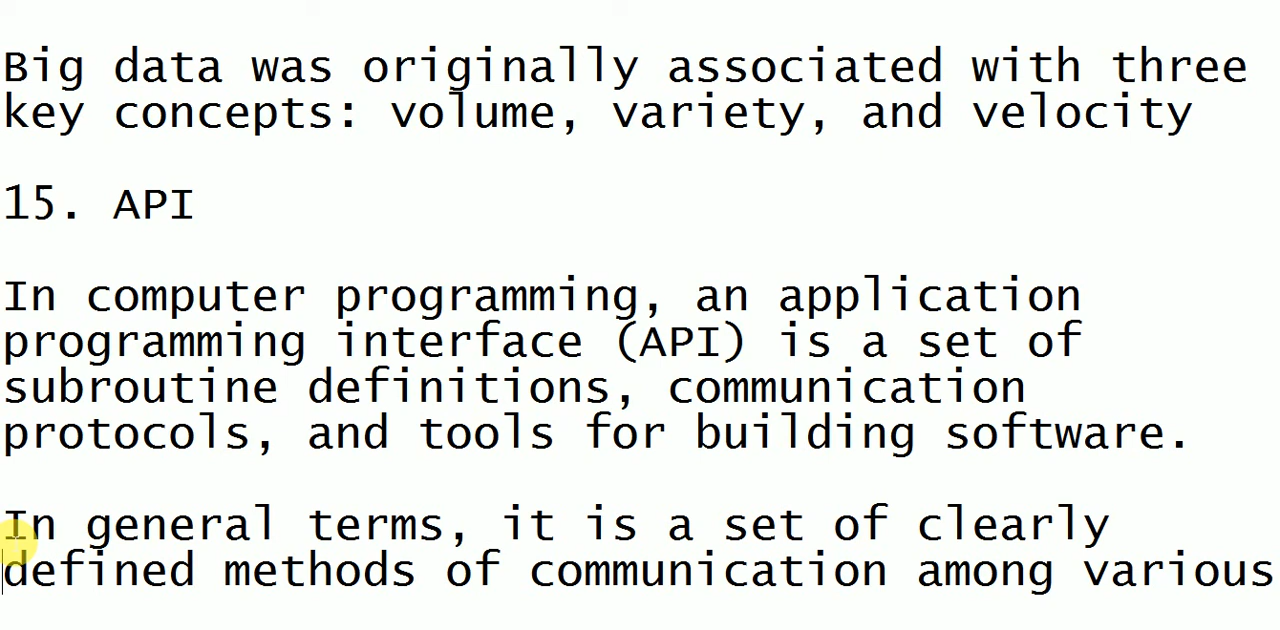 Big data was originally associated with three
key concepts: volume, variety, and velocity
15. API
In computer programming, an application
programming interface (API) is a set of
subroutine definitions, communication
protocols, and tools for building software.
In general terms, it is a set of clearly
defined methods of communication among various